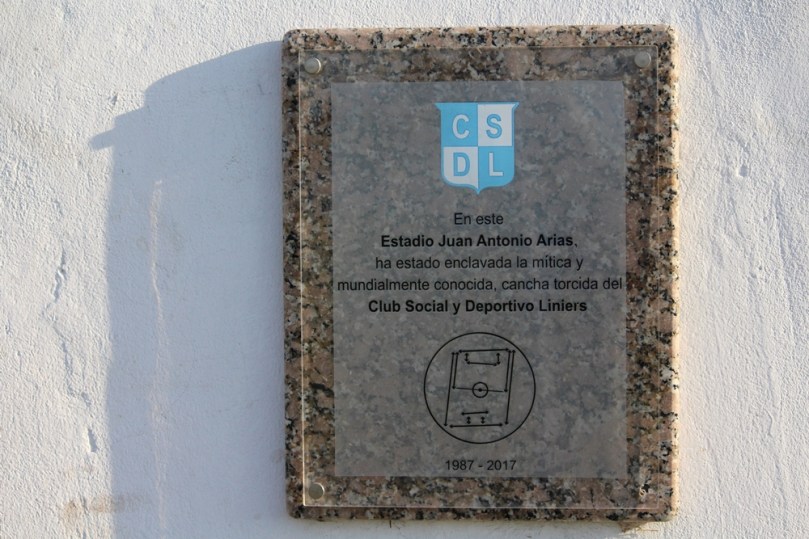 C S
D L
En este
Estadio Juan Antonio Arias,
ha estado enclavada la mítica y
mundialmente conocida, cancha torcida del
Club Social y Deportivo Liniers
1987 - 2017